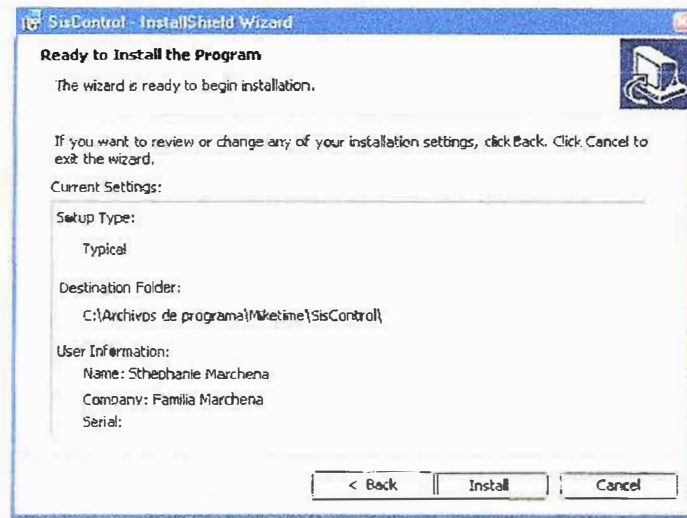 SisControl - InstallShield Wizard
Ready to Install the Program
The wizard is ready to begin installation.
If you want to review or change any of your installation settings, click Back. Click Cancel to
exit the wizard.
Current Settings:
Setup Type:
Typical
Destination Folder:
C:\Archivos de programa\Miketime\SisControl\
User Information:
Name: Sthephanie Marchena
Company: Familia Marchena
Serial:
< Back
Install
Cancel